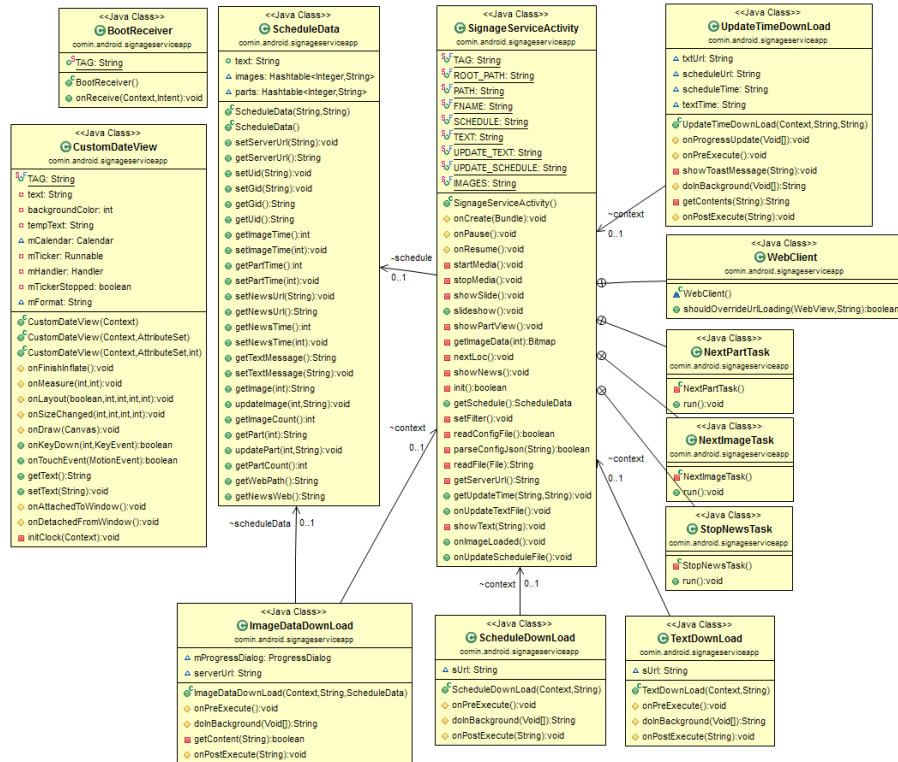 <<Java Class>>
BootReceiver
comin.android.signageserviceapp
TAG: String
BootReceiver()
onReceive(Context,Intent):void
<<Java Class>>
ScheduleData
comin.android.signageserviceapp
text: String
images: Hashtable<Integer,String>
parts: Hashtable<Integer,String>
ScheduleData(String,String)
ScheduleData()
setServerUrl(String):void
getServerUrl():String
setUid(String):void
setGid(String):void
getGid():String
getUid():String
getImageTime():int
setImageTime(int):void
getPartTime():int
setPartTime(int):void
setNewsUrl(String):void
getNewsUrl():String
getNewsTime():int
setNewsTime(int):void
getTextMessage():String
setTextMessage(String):void
getImage(int):String
updateImage(int,String):void
getImageCount():int
getPart(int):String
updatePart(int,String):void
getPartCount():int
getWebPath():String
getNewsWeb():String
<<Java Class>>
SignageServiceActivity
comin.android.signageserviceapp
TAG: String
ROOT_PATH: String
PATH: String
FNAME: String
SCHEDULE: String
TEXT: String
UPDATE_TEXT: String
UPDATE_SCHEDULE: String
IMAGES: String
SignageServiceActivity()
onCreate(Bundle):void
onPause():void
onResume():void
startMedia():void
stopMedia():void
showSlide():void
slideshow():void
showPartView():void
getImageData(int):Bitmap
nextLoc():void
showNews():void
init():boolean
getSchedule():ScheduleData
setFilter():void
readConfigFile():boolean
parseConfigJson(String):boolean
readFile(File):String
getServerUrl():String
getUpdateTime(String,String):void
onUpdateTextFile():void
showText(String):void
onImageLoaded():void
onUpdateScheduleFile():void
<<Java Class>>
UpdateTimeDownLoad
comin.android.signageserviceapp
txtUrl: String
scheduleUrl: String
scheduleTime: String
textTime: String
UpdateTimeDownLoad(Context,String,String)
onProgressUpdate(Void[]):void
onPreExecute():void
showToastMessage(String):void
doInBackground(Void[]):String
getContents(String):String
onPostExecute(String):void
<<Java Class>>
CustomDateView
comin.android.signageserviceapp
TAG: String
text: String
backgroundColor: int
tempText: String
mCalendar: Calendar
mTicker: Runnable
mHandler: Handler
mTickerStopped: boolean
mFormat: String
CustomDateView(Context)
CustomDateView(Context,AttributeSet)
CustomDateView(Context,AttributeSet,int)
onFinishInflate():void
onMeasure(int,int):void
onLayout(boolean,int,int,int,int):void
onSizeChanged(int,int,int,int):void
onDraw(Canvas):void
onKeyDown(int,KeyEvent):boolean
onTouchEvent(MotionEvent):boolean
getText():String
setText(String):void
onAttachedToWindow():void
onDetachedFromWindow():void
initClock(Context):void
-schedule
0..1
~context
0..1
<<Java Class>>
WebClient
comin.android.signageserviceapp
WebClient()
shouldOverrideUrlLoading(WebView,String):boolean
<<Java Class>>
NextPartTask
comin.android.signageserviceapp
NextPartTask()
run():void
<<Java Class>>
NextImageTask
comin.android.signageserviceapp
NextImageTask()
run():void
<<Java Class>>
StopNewsTask
comin.android.signageserviceapp
StopNewsTask()
run():void
~context
0..1
~context
0..1
~scheduleData
0..1
~context
0..1
<<Java Class>>
ImageDataDownLoad
comin.android.signageserviceapp
mProgressDialog: ProgressDialog
serverUrl: String
ImageDataDownLoad(Context,String,ScheduleData)
onPreExecute():void
doInBackground(Void[]):String
getContent(String):boolean
onPostExecute(String):void
<<Java Class>>
ScheduleDownLoad
comin.android.signageserviceapp
sUrl: String
ScheduleDownLoad(Context,String)
onPreExecute():void
doInBackground(Void[]):String
onPostExecute(String):void
<<Java Class>>
TextDownLoad
comin.android.signageserviceapp
sUrl: String
TextDownLoad(Context,String)
onPreExecute():void
doInBackground(Void[]):String
onPostExecute(String):void